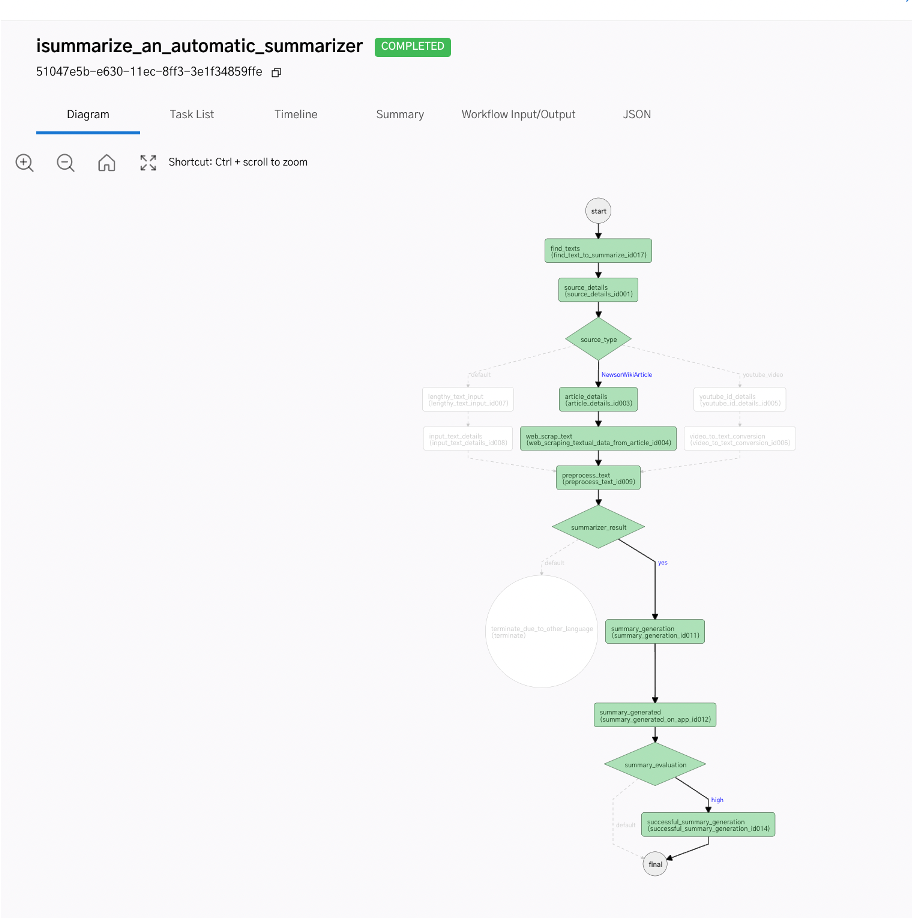 isummarize_an_automatic_summarizer COMPLETED
51047e5b-e630-11ec-8ff3-3e1f34859ffe
Diagram Task List Timeline Summary Workflow Input/Output JSON
Shortcut: Ctrl + scroll to zoom
start
find_texts
(find_text_to_summarize_id017)
source_details
(source_details_id001)
source_type
default
NewsorWikiArticle
youtube_video
lengthy_text_input
(lengthy_text_input_id007)
article_details
(article_details_id003)
youtube_id_details
(youtube_id_details_id005)
input_text_details
(input_text_details_id008)
web_scrap_text
(web_scraping_textual_data_from_article_id004)
video_to_text_conversion
(video_to_text_conversion_id006)
preprocess_text
(preprocess_text_id009)
summarizer_result
default
yes
terminate_due_to_other_language
(terminate)
summary_generation
(summary_generation_id011)
summary_generated
(summary_generated_on_app_id012)
summary_evaluation
high
default
successful_summary_generation
(successful_summary_generation_id014)
final